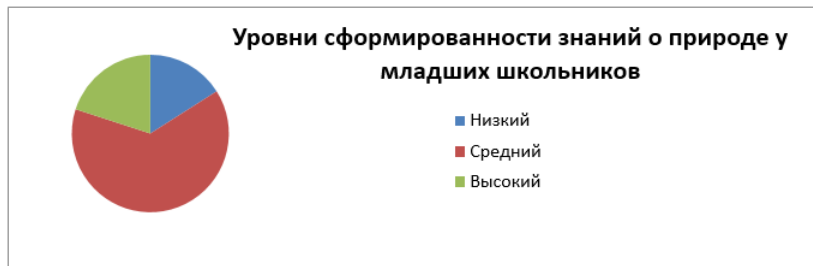 Уровни сформированности знаний о природе у
младших школьников
Низкий
Средний
Высокий